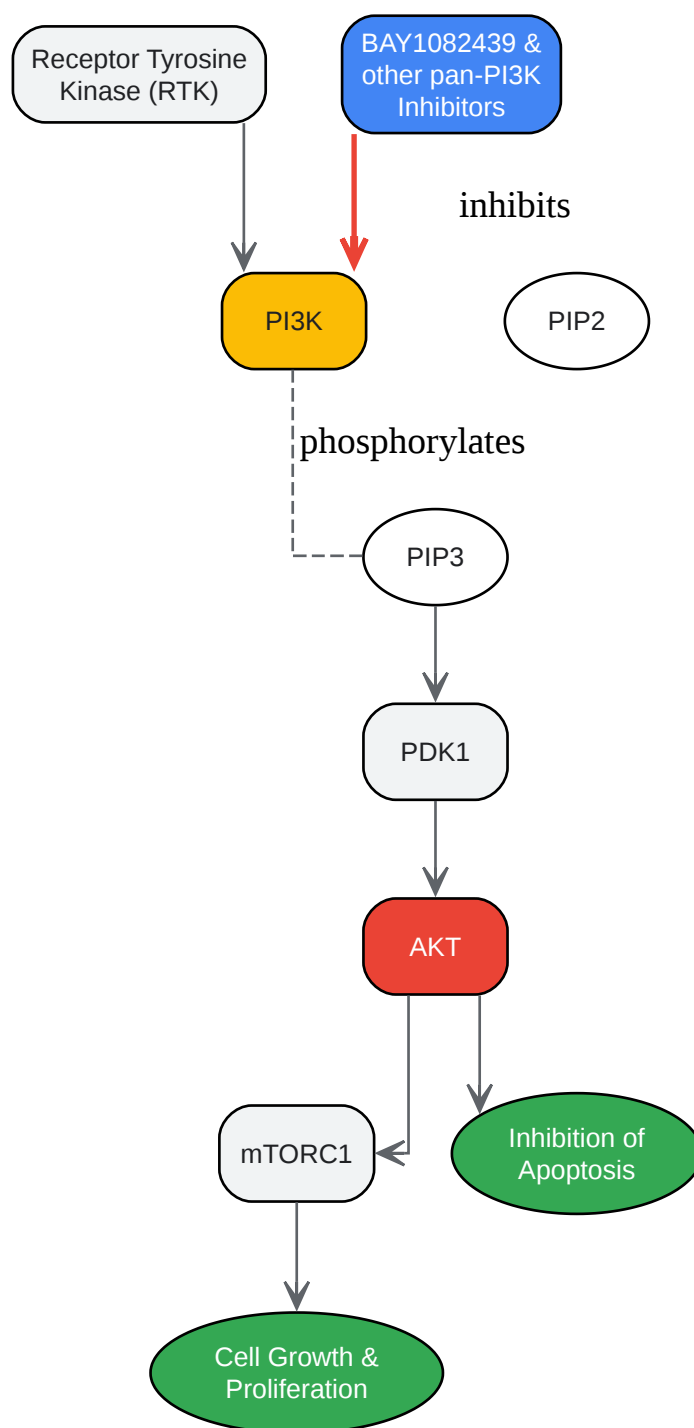 Receptor Tyrosine
Kinase (RTK)
BAY1082439 &
other pan-PI3K
Inhibitors
inhibits
PI3K
PIP2
phosphorylates
PIP3
PDK1
AKT
mTORC1
Inhibition of
Apoptosis
Cell Growth &
Proliferation